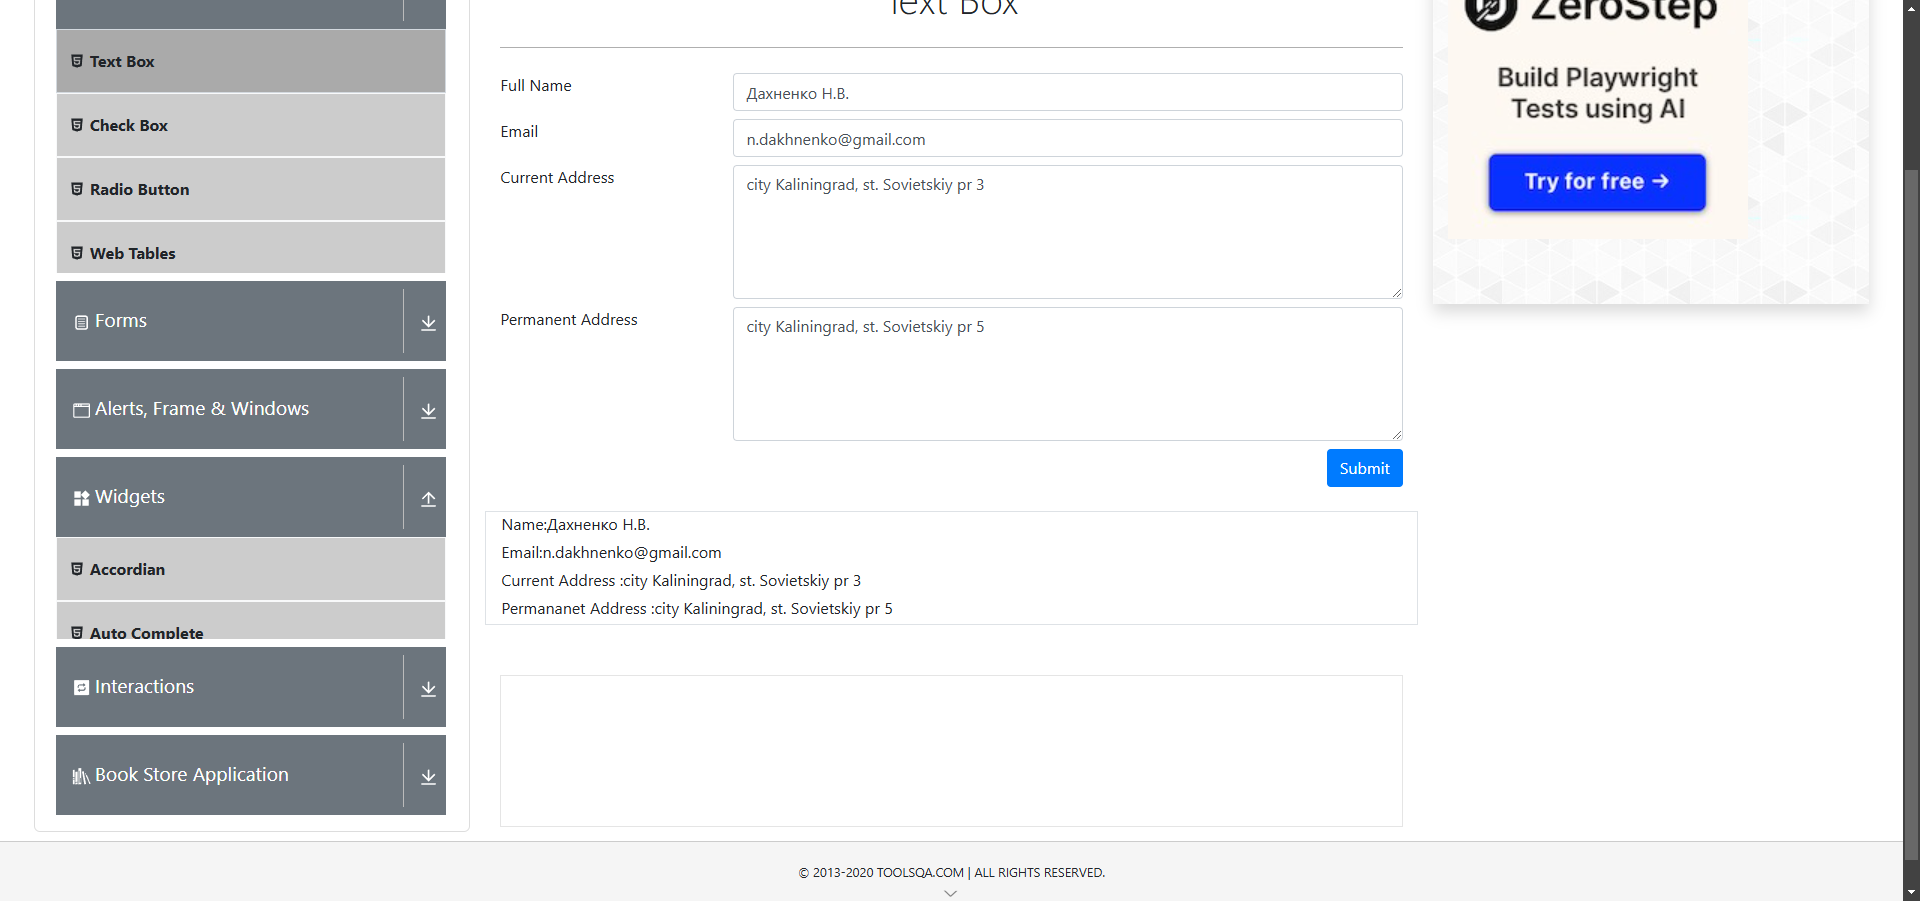 Text Box
Check Box
Radio Button
Web Tables
Forms
Alerts, Frame & Windows
Widgets
Accordian
Auto Complete
Interactions
Book Store Application
Text Box
Full Name
Дахненко Н.В.
Email
n.dakhnenko@gmail.com
Current Address
city Kaliningrad, st. Sovietskiy pr 3
Permanent Address
city Kaliningrad, st. Sovietskiy pr 5
Submit
Name:Дахненко Н.В.
Email:n.dakhnenko@gmail.com
Current Address :city Kaliningrad, st. Sovietskiy pr 3
Permananet Address :city Kaliningrad, st. Sovietskiy pr 5
ZeroStep
Build Playwright
Tests using AI
Try for free →
© 2013-2020 TOOLSQA.COM | ALL RIGHTS RESERVED.